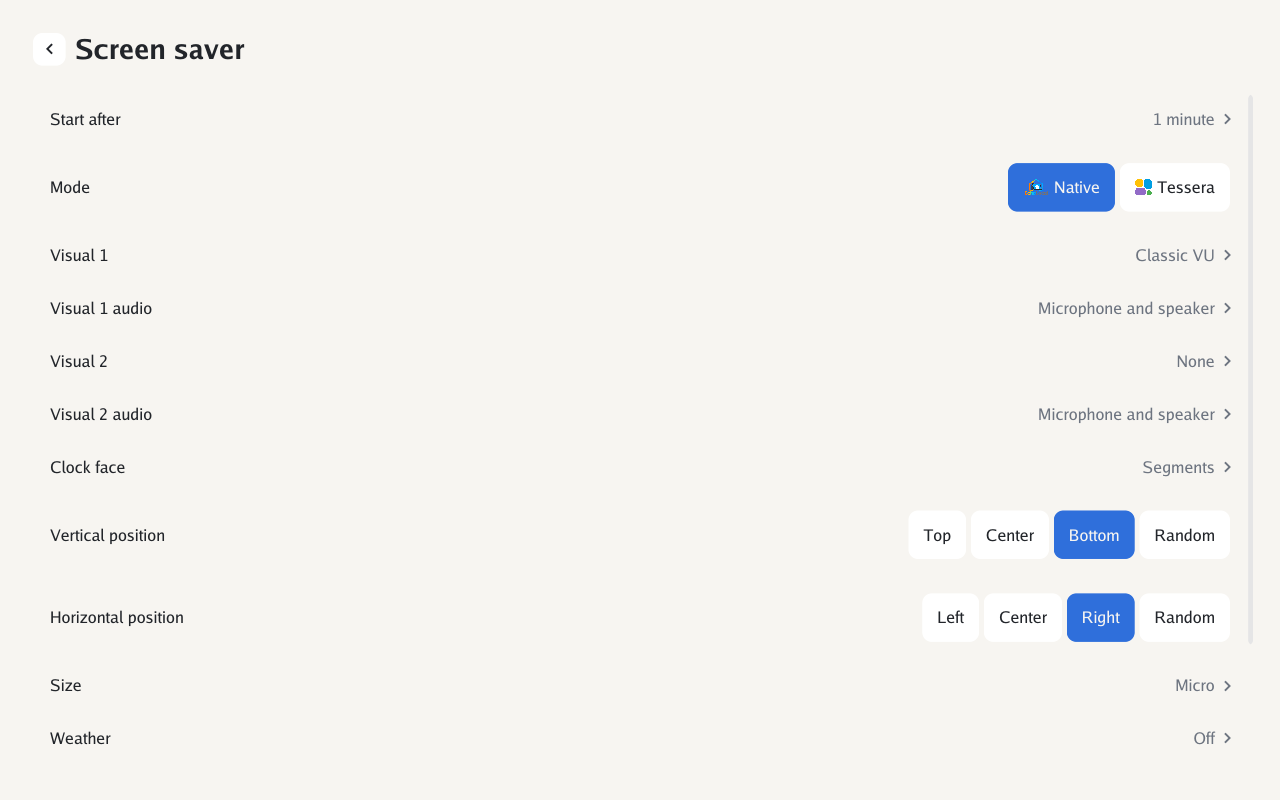 Screen saver
Start after 1 minute
Mode Native Tessera
Visual 1 Classic VU
Visual 1 audio Microphone and speaker
Visual 2 None
Visual 2 audio Microphone and speaker
Clock face Segments
Vertical position Top Center Bottom Random
Horizontal position Left Center Right Random
Size Micro
Weather Off